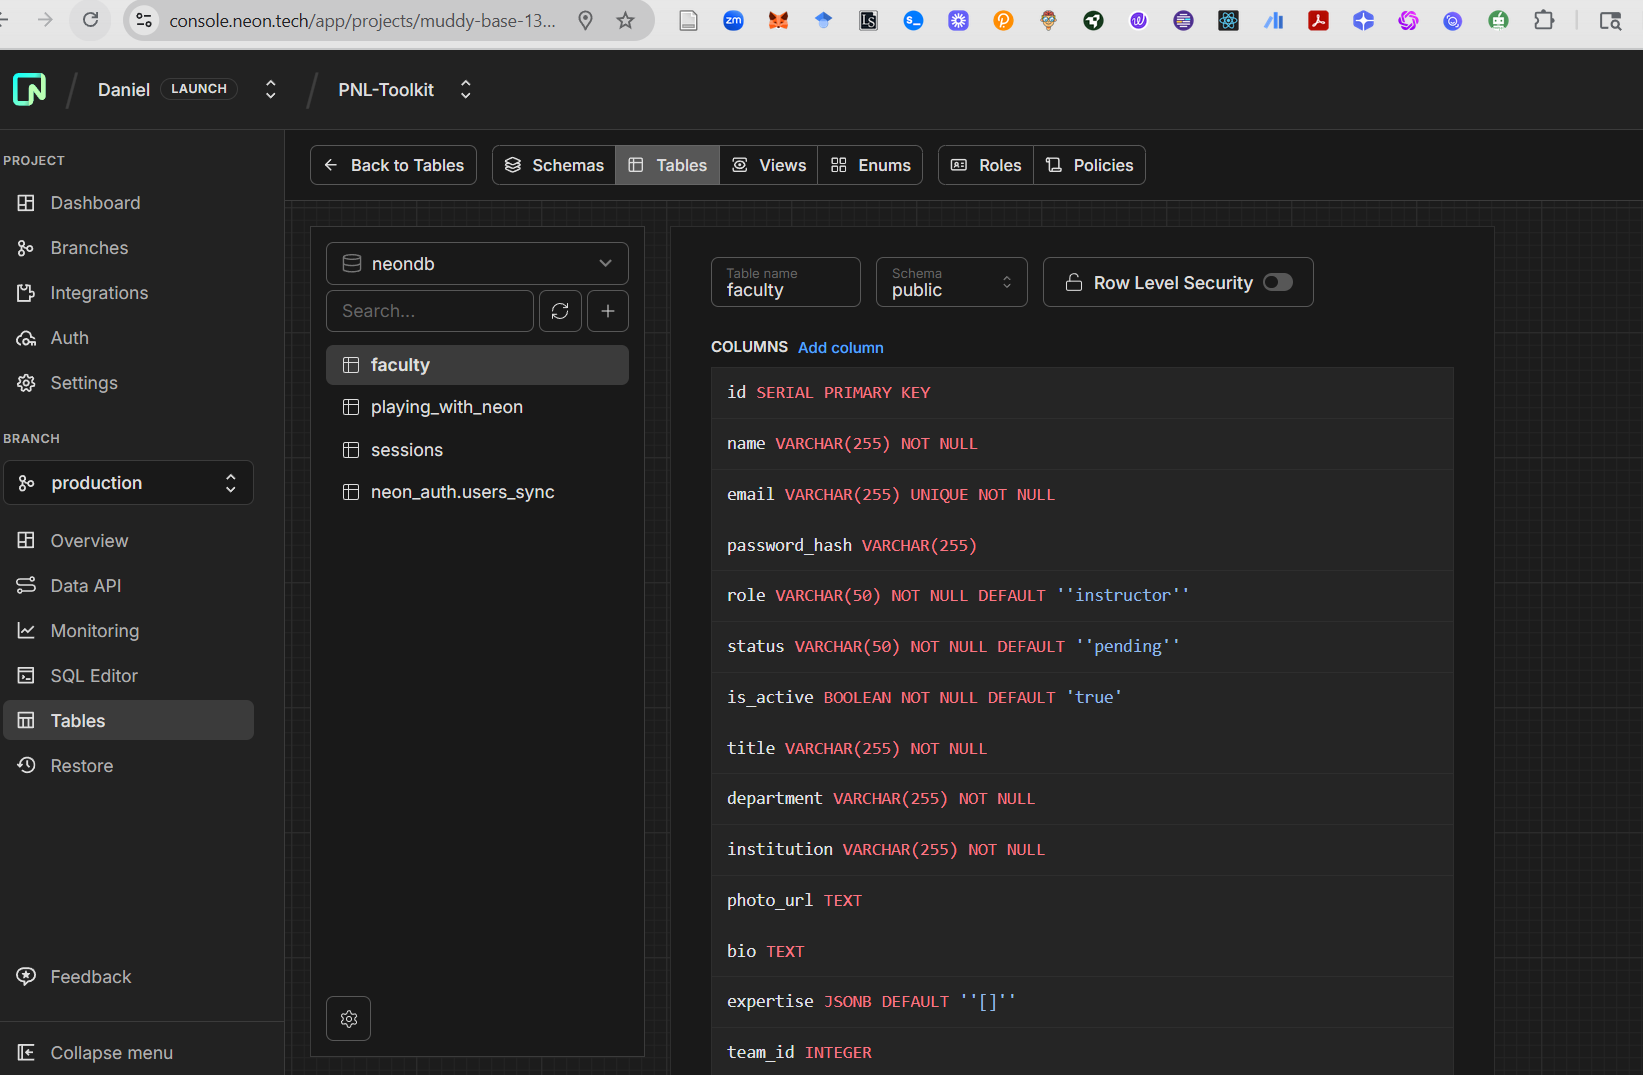 console.neon.tech/app/projects/muddy-base-13...
Daniel LAUNCH
PNL-Toolkit
PROJECT
Dashboard
Branches
Integrations
Auth
Settings
BRANCH
production
Overview
Data API
Monitoring
SQL Editor
Tables
Restore
Feedback
Collapse menu
Back to Tables
Schemas
Tables
Views
Enums
Roles
Policies
neondb
Search...
faculty
playing_with_neon
sessions
neon_auth.users_sync
Table name
faculty
Schema
public
Row Level Security
COLUMNS Add column
id SERIAL PRIMARY KEY
name VARCHAR(255) NOT NULL
email VARCHAR(255) UNIQUE NOT NULL
password_hash VARCHAR(255)
role VARCHAR(50) NOT NULL DEFAULT ''instructor''
status VARCHAR(50) NOT NULL DEFAULT ''pending''
is_active BOOLEAN NOT NULL DEFAULT 'true'
title VARCHAR(255) NOT NULL
department VARCHAR(255) NOT NULL
institution VARCHAR(255) NOT NULL
photo_url TEXT
bio TEXT
expertise JSONB DEFAULT ''[]''
team_id INTEGER